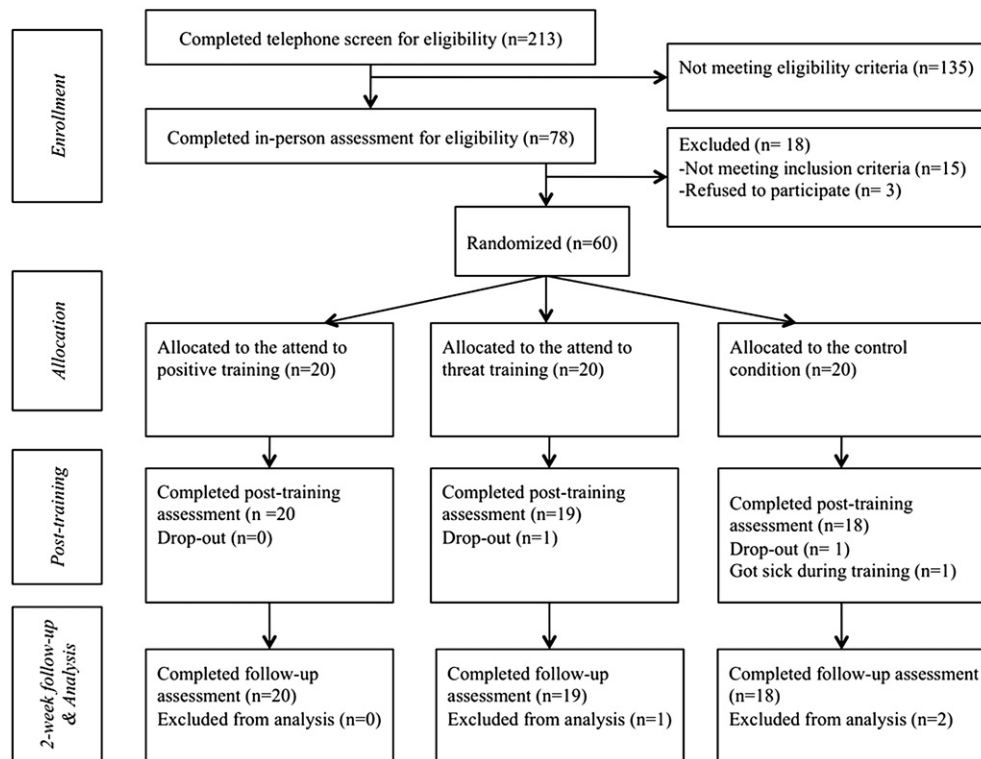 Enrollment
Completed telephone screen for eligibility (n=213)
Not meeting eligibility criteria (n=135)
Completed in-person assessment for eligibility (n=78)
Excluded (n= 18)
-Not meeting inclusion criteria (n=15)
-Refused to participate (n= 3)
Randomized (n=60)
Allocation
Allocated to the attend to
positive training (n=20)
Allocated to the attend to
threat training (n=20)
Allocated to the control
condition (n=20)
Post-training
Completed post-training
assessment (n =20
Drop-out (n=0)
Completed post-training
assessment (n=19)
Drop-out (n=1)
Completed post-training
assessment (n=18)
Drop-out (n= 1)
Got sick during training (n=1)
2-week follow-up
& Analysis
Completed follow-up
assessment (n=20)
Excluded from analysis (n=0)
Completed follow-up
assessment (n=19)
Excluded from analysis (n=1)
Completed follow-up assessment
(n=18)
Excluded from analysis (n=2)